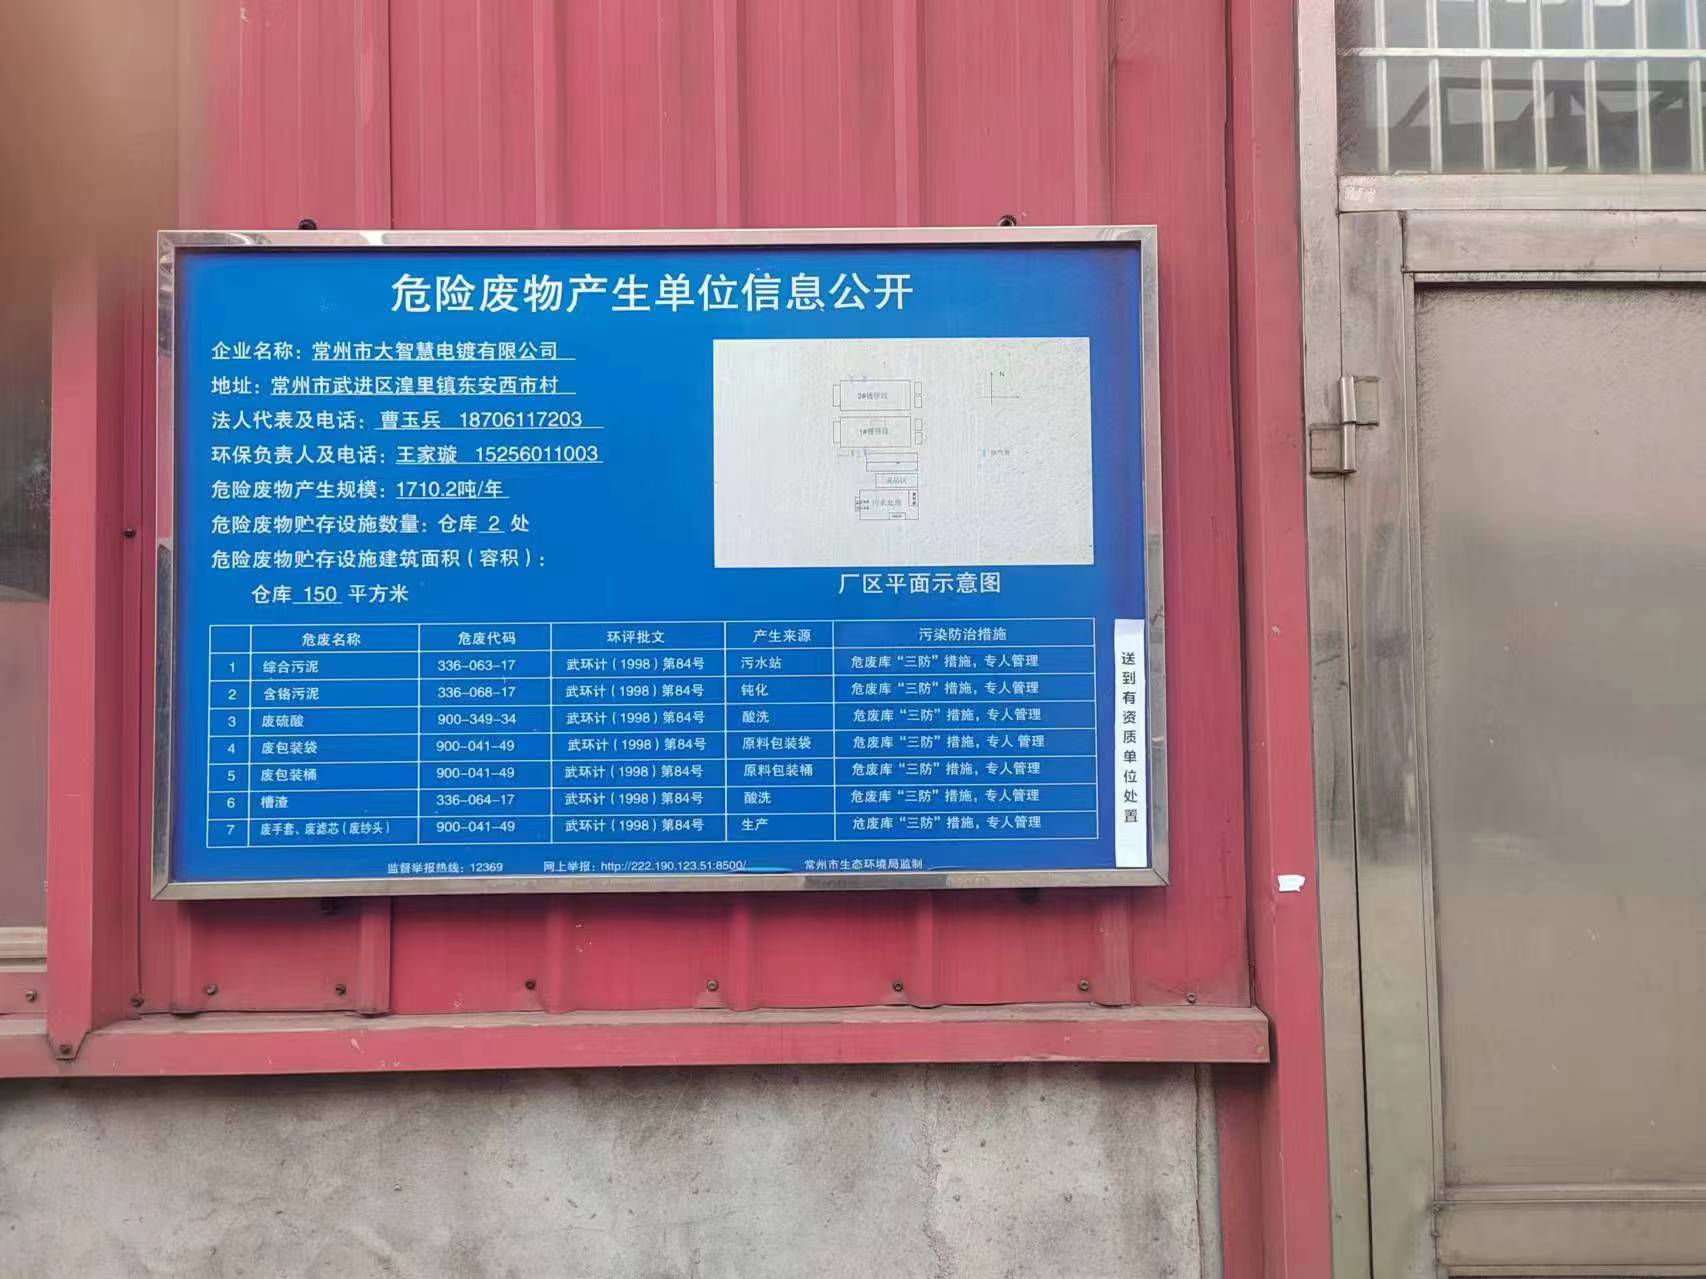 危险废物产生单位信息公开
企业名称：常州市大智慧电镀有限公司
地址：常州市武进区湟里镇东安西市村
法人代表及电话：曹玉兵 18706117203
环保负责人及电话：王家璇 15256011003
危险废物产生规模：1710.2吨/年
危险废物贮存设施数量：仓库 2 处
危险废物贮存设施建筑面积（容积）：
仓库 150 平方米
N
厂区平面示意图
危废名称 危废代码 环评批文 产生来源 污染防治措施
1 综合污泥 336-063-17 武环计（1998）第84号 污水站 危废库“三防”措施，专人管理
2 含铬污泥 336-068-17 武环计（1998）第84号 钝化 危废库“三防”措施，专人管理
3 废硫酸 900-349-34 武环计（1998）第84号 酸洗 危废库“三防”措施，专人管理
4 废包装袋 900-041-49 武环计（1998）第84号 原料包装袋 危废库“三防”措施，专人管理
5 废包装桶 900-041-49 武环计（1998）第84号 原料包装桶 危废库“三防”措施，专人管理
6 槽渣 336-064-17 武环计（1998）第84号 酸洗 危废库“三防”措施，专人管理
7 废手套、废滤芯（废纱头） 900-041-49 武环计（1998）第84号 生产 危废库“三防”措施，专人管理
送到有资质单位处置
监督举报热线：12369 网上举报：http://222.190.123.51:8500/ 常州市生态环境局监制